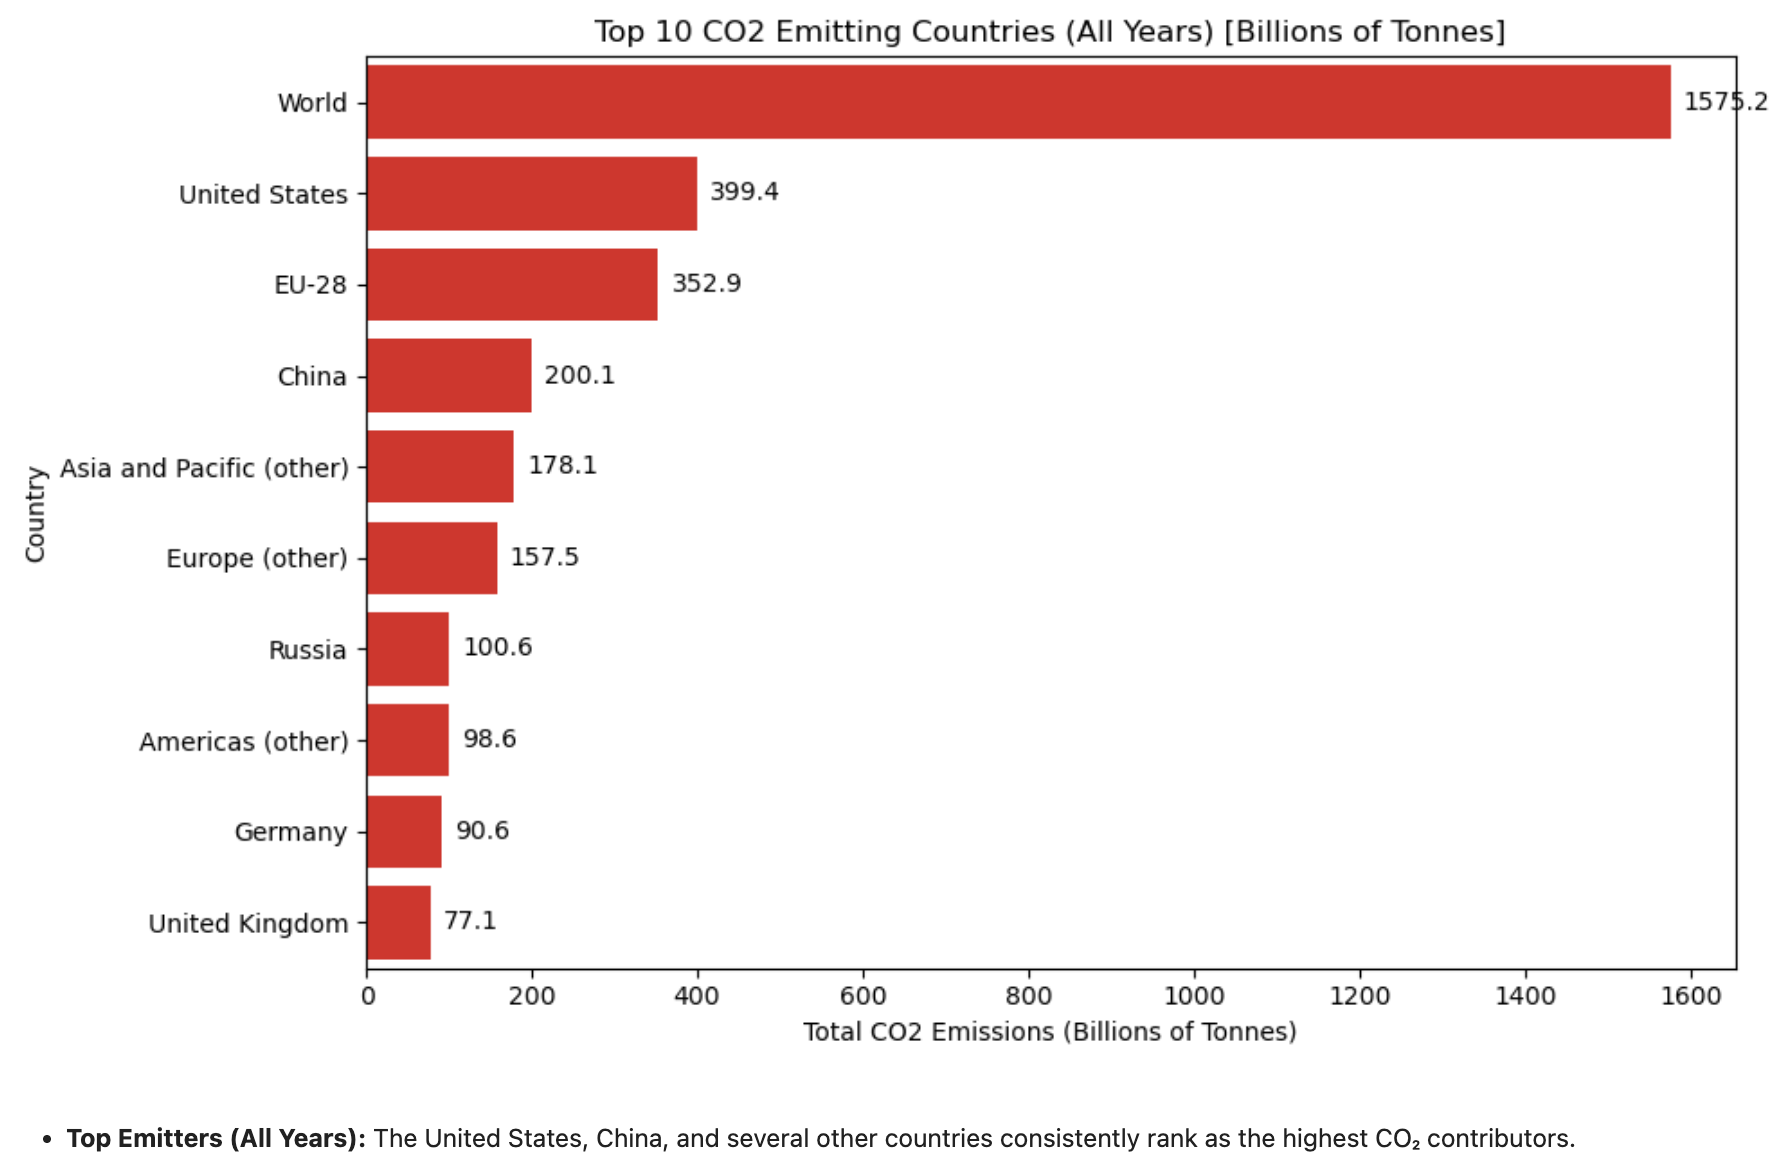 Top 10 CO2 Emitting Countries (All Years) [Billions of Tonnes]
World 1575.2
United States 399.4
EU-28 352.9
China 200.1
Asia and Pacific (other) 178.1
Country
Europe (other) 157.5
Russia 100.6
Americas (other) 98.6
Germany 90.6
United Kingdom 77.1
0 200 400 600 800 1000 1200 1400 1600
Total CO2 Emissions (Billions of Tonnes)
• Top Emitters (All Years): The United States, China, and several other countries consistently rank as the highest CO₂ contributors.